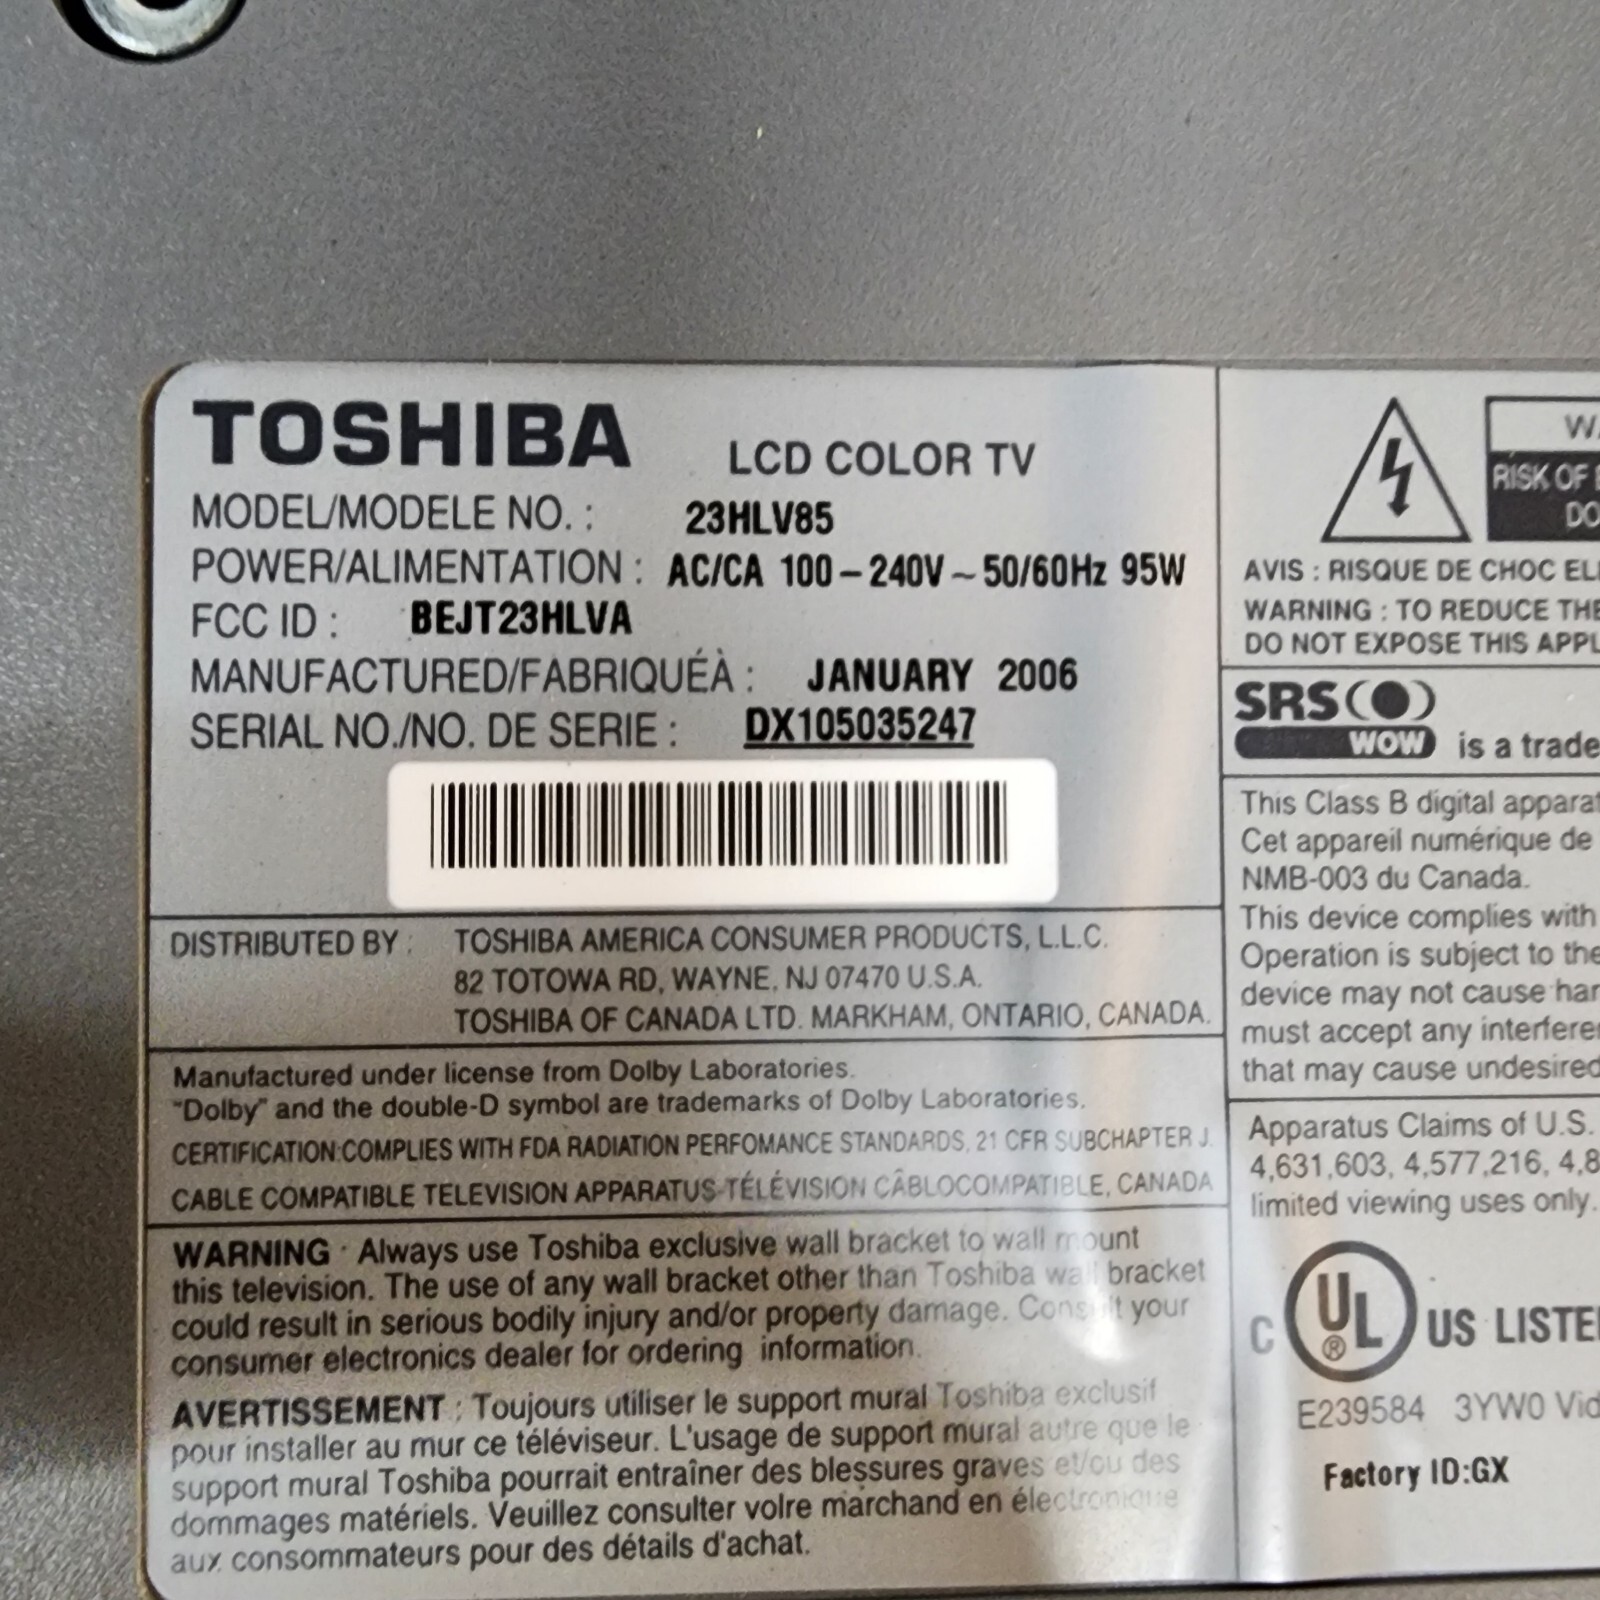 TOSHIBA LCD COLOR TV
MODEL/MODELE NO. : 23HLV85
POWER/ALIMENTATION : AC/CA 100 – 240V ~ 50/60Hz 95W
FCC ID : BEJT23HLVA
MANUFACTURED/FABRIQUÉÀ : JANUARY 2006
SERIAL NO./NO. DE SERIE : DX105035247
DISTRIBUTED BY : TOSHIBA AMERICA CONSUMER PRODUCTS, L.L.C.
82 TOTOWA RD, WAYNE, NJ 07470 U.S.A.
TOSHIBA OF CANADA LTD. MARKHAM, ONTARIO, CANADA.
Manufactured under license from Dolby Laboratories.
"Dolby" and the double-D symbol are trademarks of Dolby Laboratories.
CERTIFICATION:COMPLIES WITH FDA RADIATION PERFOMANCE STANDARDS, 21 CFR SUBCHAPTER J.
CABLE COMPATIBLE TELEVISION APPARATUS-TÉLÉVISION CÂBLOCOMPATIBLE, CANADA
WARNING : Always use Toshiba exclusive wall bracket to wall mount
this television. The use of any wall bracket other than Toshiba wall bracket
could result in serious bodily injury and/or property damage. Consult your
consumer electronics dealer for ordering information.
AVERTISSEMENT : Toujours utiliser le support mural Toshiba exclusif
pour installer au mur ce téléviseur. L'usage de support mural autre que le
support mural Toshiba pourrait entraîner des blessures graves et/ou des
dommages matériels. Veuillez consulter volre marchand en électronique
aux consommateurs pour des détails d'achat.
RISK OF
DO
AVIS : RISQUE DE CHOC
WARNING : TO REDUCE THE
DO NOT EXPOSE THIS
SRS
WOW is a
This Class B digital
Cet appareil numérique de
NMB-003 du Canada.
This device complies with
Operation is subject to the
device may not cause
must accept any
that may cause undesired
Apparatus Claims of U.S.
4,631,603, 4,577,216,
limited viewing uses only.
C UL ® US LISTED
E239584 3YW0
Factory ID:GX